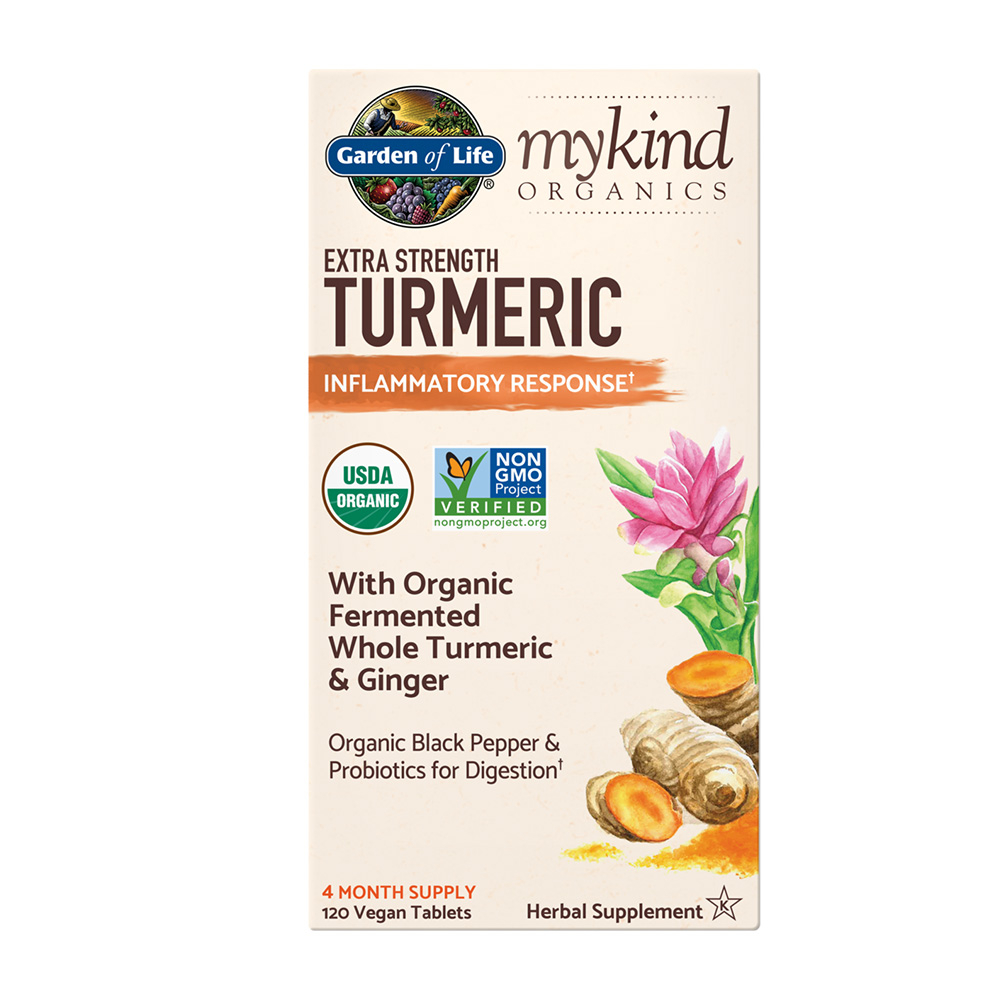 Garden of Life®
mykind
ORGANICS
EXTRA STRENGTH
TURMERIC
INFLAMMATORY RESPONSE†
USDA
ORGANIC
NON
GMO
Project
VERIFIED
nongmoproject.org
With Organic
Fermented
Whole Turmeric
& Ginger
Organic Black Pepper &
Probiotics for Digestion†
4 MONTH SUPPLY
120 Vegan Tablets
Herbal Supplement
K